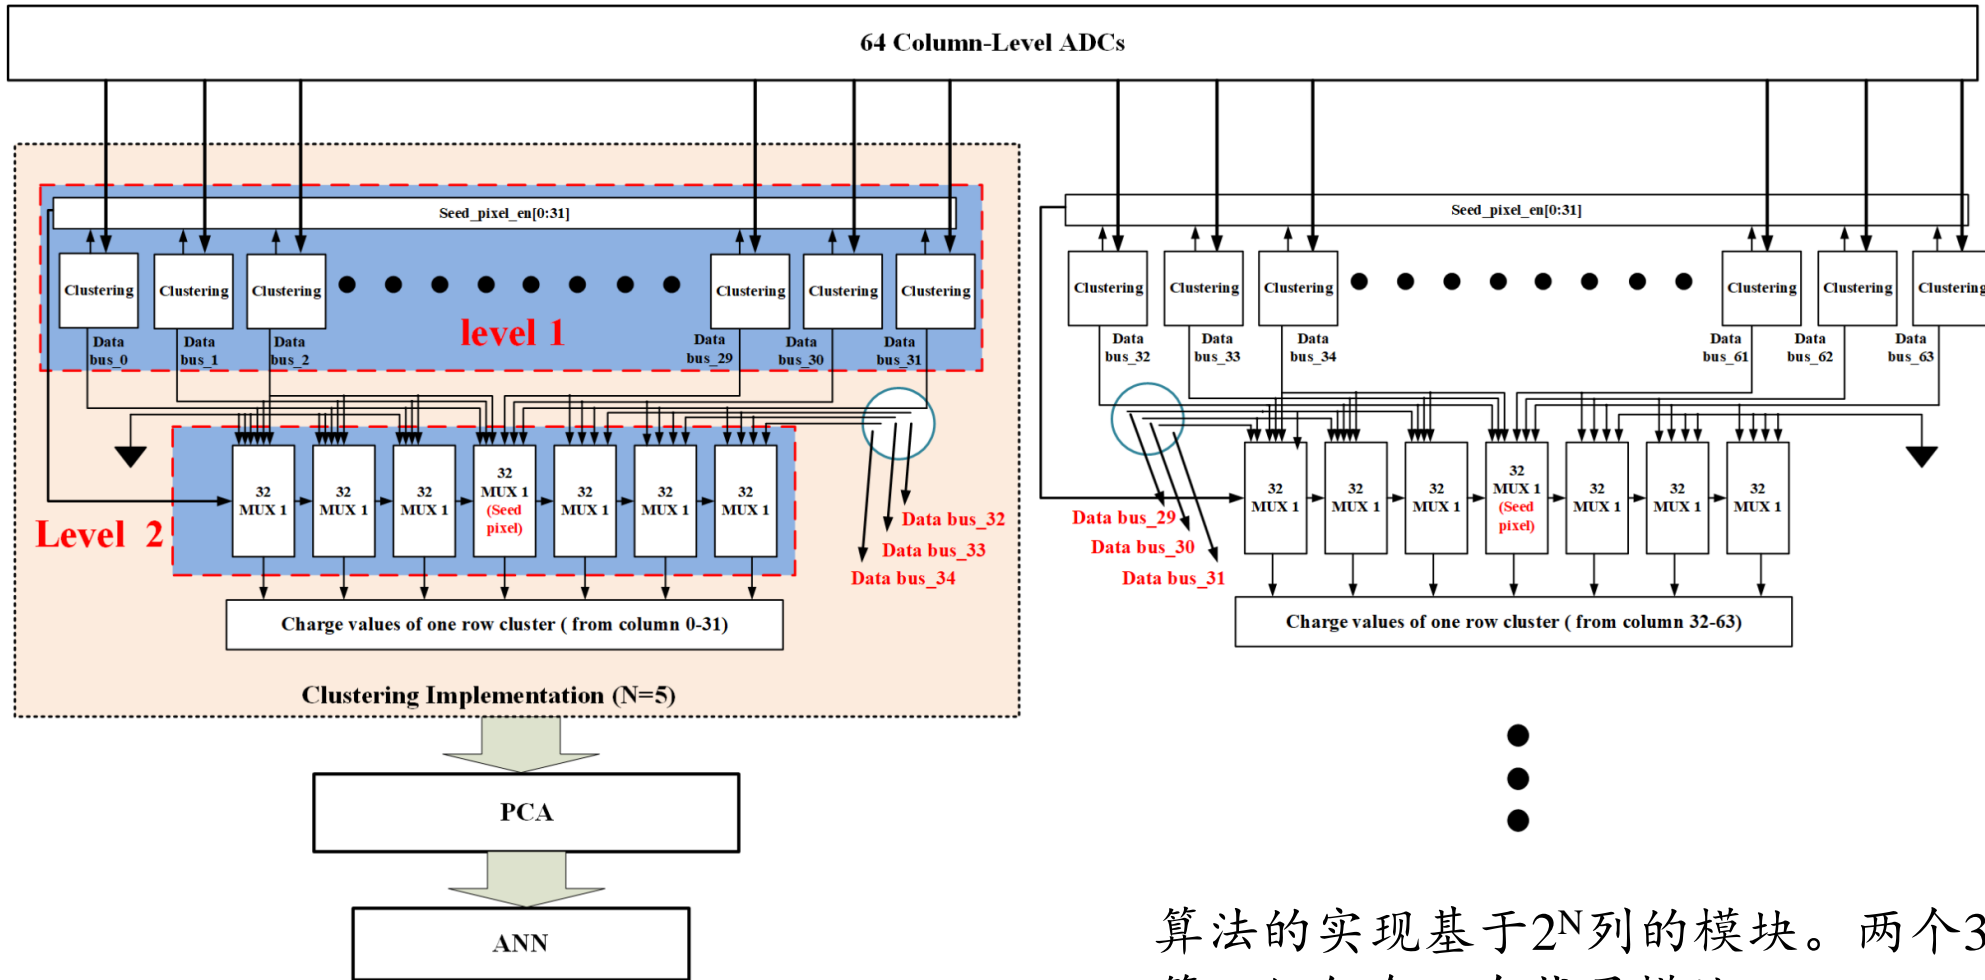 64 Column-Level ADCs
Seed_pixel_en[0:31]
Seed_pixel_en[0:31]
Clustering
Clustering
Clustering
Clustering
Clustering
Clustering
Clustering
Clustering
Clustering
Clustering
Clustering
Clustering
level 1
Data
bus_0
Data
bus_1
Data
bus_2
Data
bus_29
Data
bus_30
Data
bus_31
Data
bus_32
Data
bus_33
Data
bus_34
Data
bus_61
Data
bus_62
Data
bus_63
Level 2
32
MUX 1
32
MUX 1
32
MUX 1
32
MUX 1
(Seed
pixel)
32
MUX 1
32
MUX 1
32
MUX 1
Data bus_32
Data bus_33
Data bus_34
Data bus_29
Data bus_30
Data bus_31
32
MUX 1
32
MUX 1
32
MUX 1
32
MUX 1
(Seed
pixel)
32
MUX 1
32
MUX 1
32
MUX 1
Charge values of one row cluster ( from column 0-31)
Charge values of one row cluster ( from column 32-63)
Clustering Implementation (N=5)
PCA
ANN
算法的实现基于2ᴺ列的模块。两个3